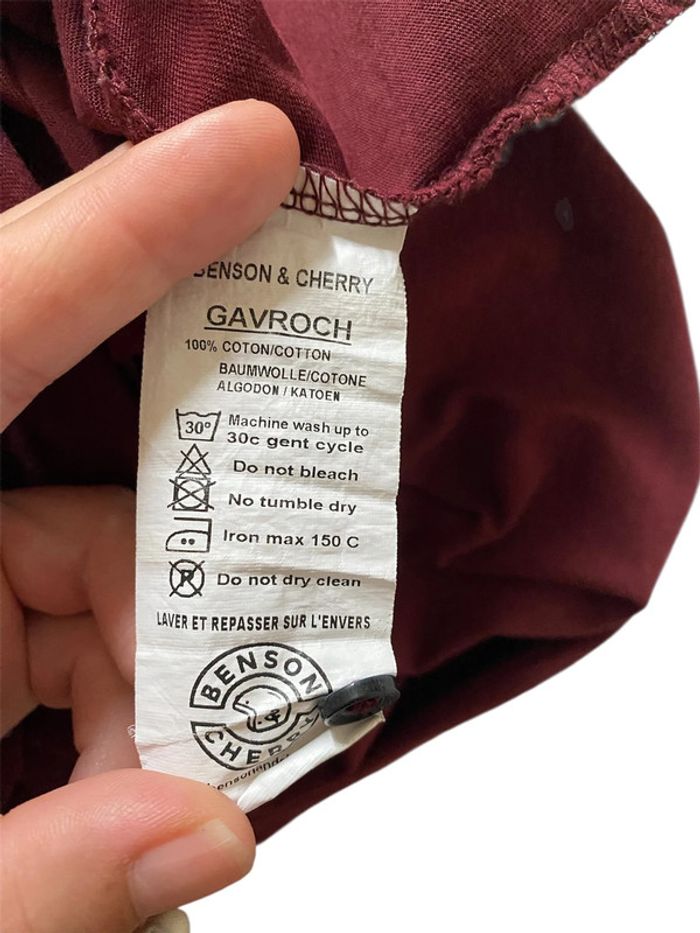 BENSON & CHERRY
GAVROCH
100% COTON/COTTON
BAUMWOLLE/COTONE
ALGODON / KATOEN
30°
Machine wash up to
30c gent cycle
Do not bleach
No tumble dry
Iron max 150 C
P
Do not dry clean
LAVER ET REPASSER SUR L'ENVERS
BENSON